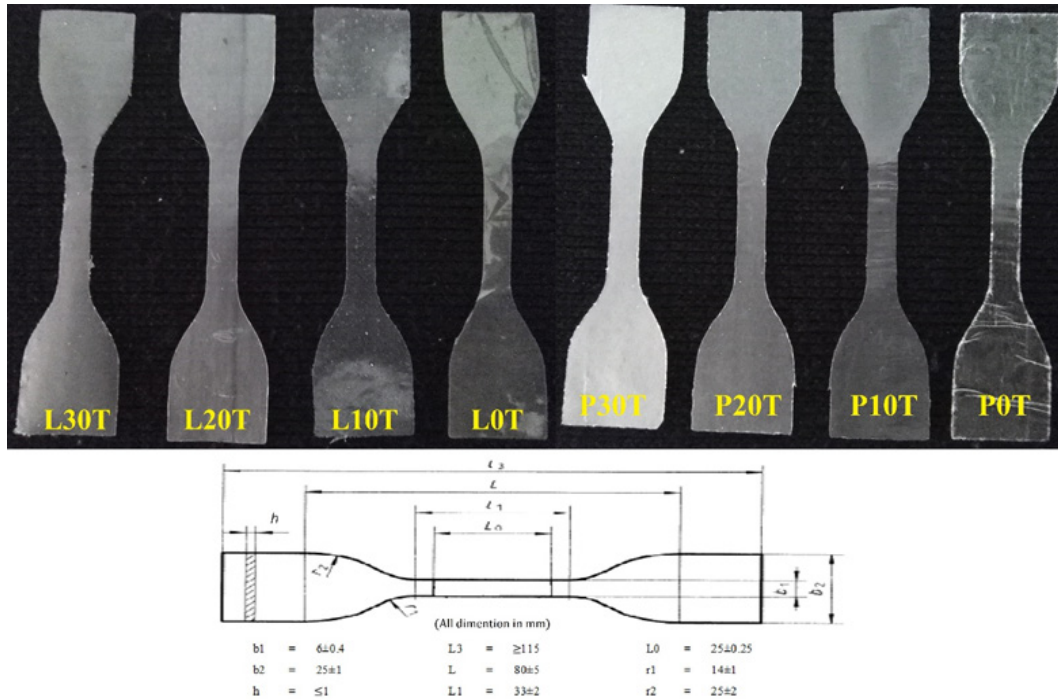 L30T L20T L10T L0T P30T P20T P10T P0T
L3
L
L1
h
L0
r2
b1
b2
r1
(All dimention in mm)
b1 = 6±0.4 L3 = ≥115 L0 = 25±0.25
b2 = 25±1 L = 80±5 r1 = 14±1
h = ≤1 L1 = 33±2 r2 = 25±2